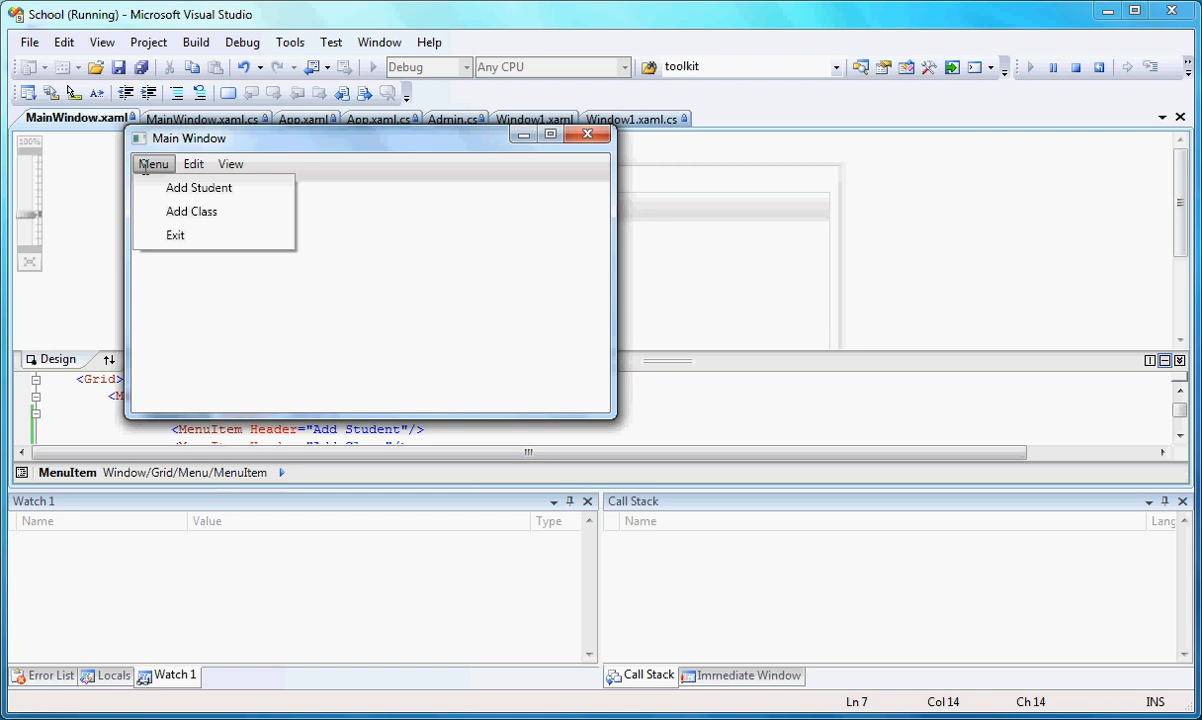 School (Running) - Microsoft Visual Studio
File Edit View Project Build Debug Tools Test Window Help
Debug Any CPU toolkit
MainWindow.xaml MainWindow.xaml.cs App.xaml App.xaml.cs Admin.cs Window1.xaml Window1.xaml.cs
100%
Main Window
Menu Edit View
Add Student
Add Class
Exit
Design
<Grid>
<M
<MenuItem Header="Add Student"/>
<MenuItem Header="Add Class"/>
MenuItem Window/Grid/Menu/MenuItem
Watch 1 Call Stack
Name Value Type Name Lang
Error List Locals Watch 1 Call Stack Immediate Window
Ln 7 Col 14 Ch 14 INS